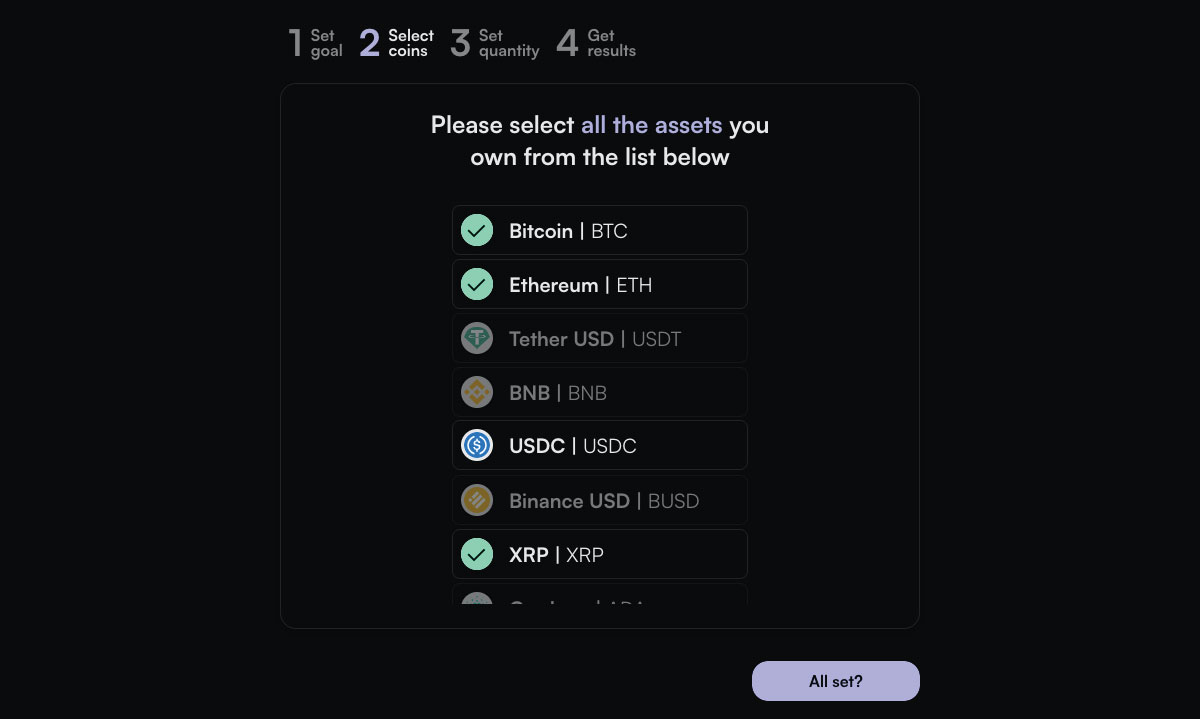 1 Set goal
2 Select coins
3 Set quantity
4 Get results
Please select all the assets you
own from the list below
Bitcoin | BTC
Ethereum | ETH
Tether USD | USDT
BNB | BNB
USDC | USDC
Binance USD | BUSD
XRP | XRP
All set?